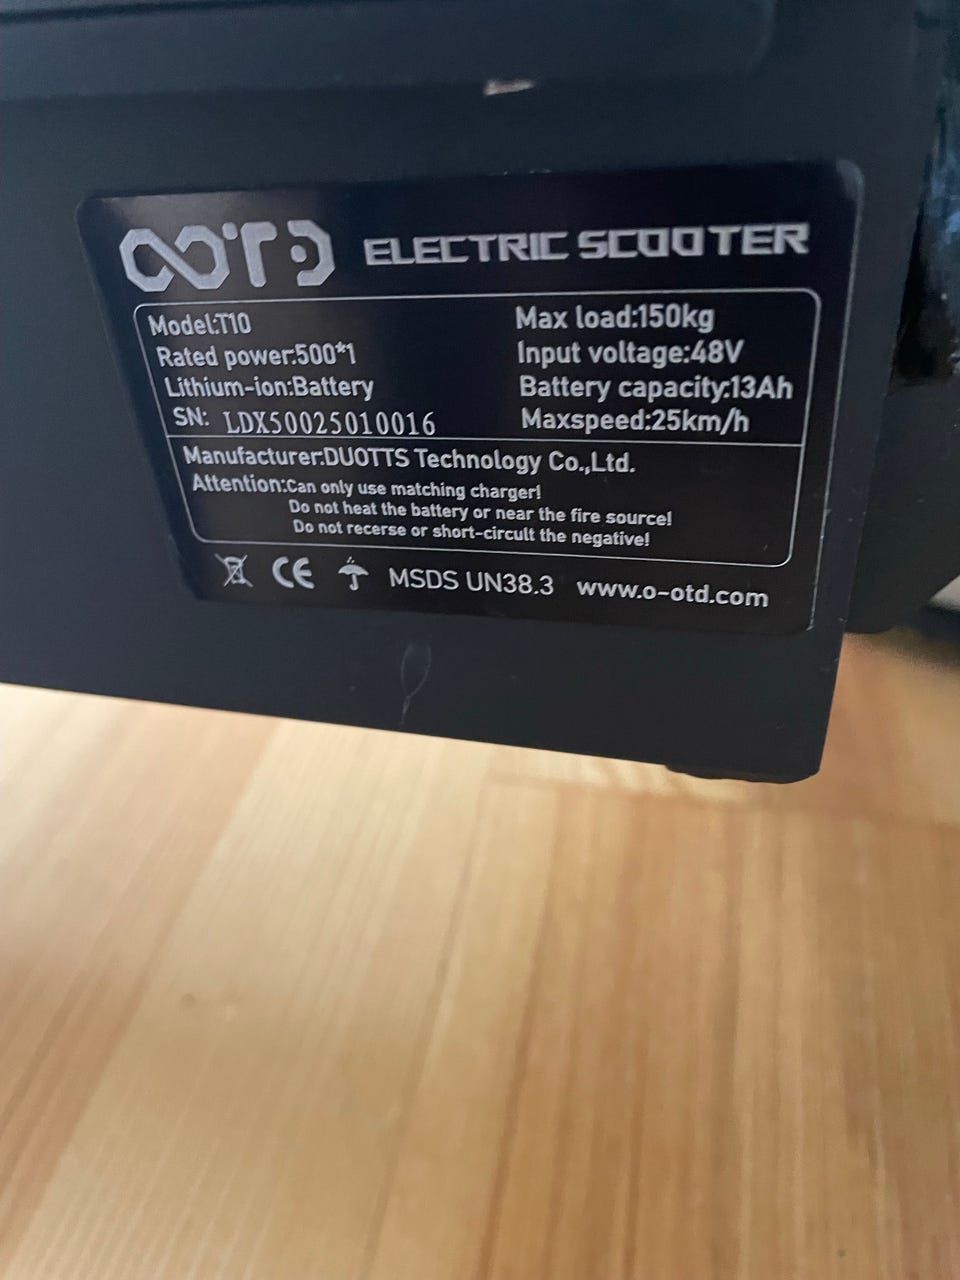 OOTD ELECTRIC SCOOTER
Model:T10
Rated power:500*1
Lithium-ion:Battery
SN: LDX50025010016
Max load:150kg
Input voltage:48V
Battery capacity:13Ah
Maxspeed:25km/h
Manufacturer:DUOTTS Technology Co.,Ltd.
Attention:Can only use matching charger!
Do not heat the battery or near the fire source!
Do not recerse or short-circult the negative!
CE MSDS UN38.3 www.o-otd.com